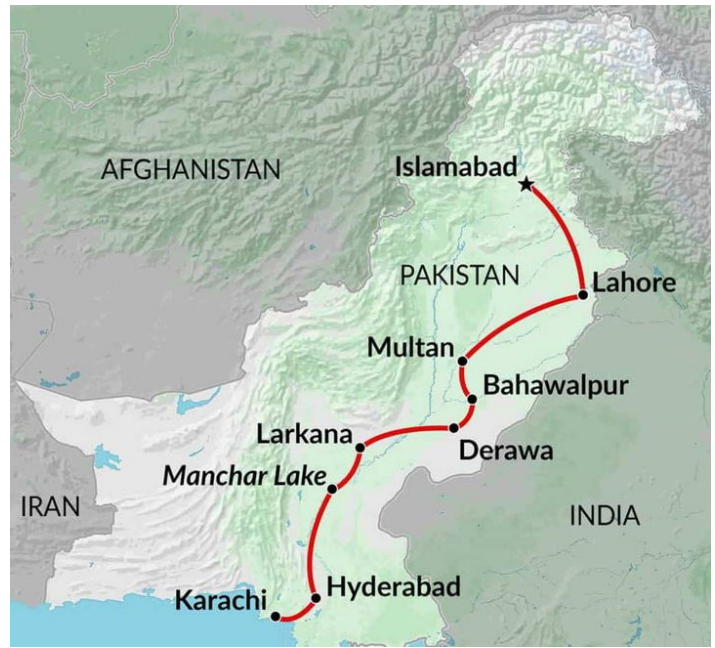 AFGHANISTAN
Islamabad
PAKISTAN
Lahore
Multan
Bahawalpur
Larkana
Derawa
Manchar Lake
IRAN
INDIA
Karachi
Hyderabad